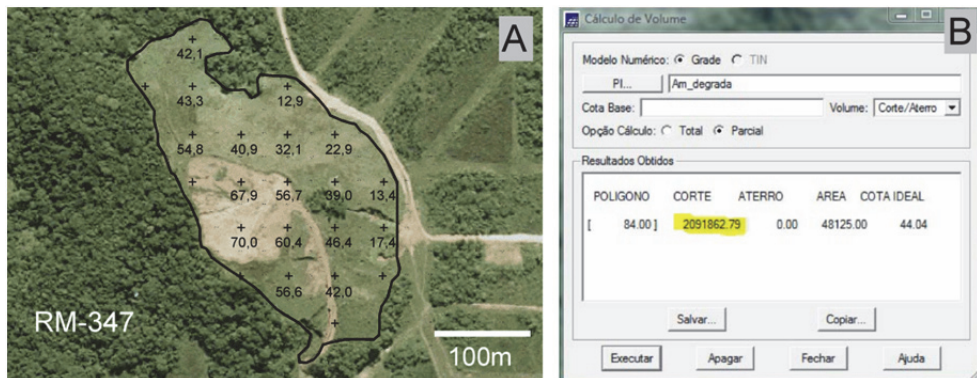 A
42,1
43,3 12,9
54,8 40,9 32,1 22,9
67,9 56,7 39,0 13,4
70,0 60,4 46,4 17,4
56,6 42,0
RM-347
100m
B
Cálculo de Volume
Modelo Numérico: Grade TIN
PI... Am_degrada
Cota Base: Volume: Corte/Aterro
Opção Cálculo: Total Parcial
Resultados Obtidos
POLIGONO CORTE ATERRO AREA COTA IDEAL
[ 84.00 ] 2091862.79 0.00 48125.00 44.04
Salvar... Copiar...
Executar Apagar Fechar Ajuda